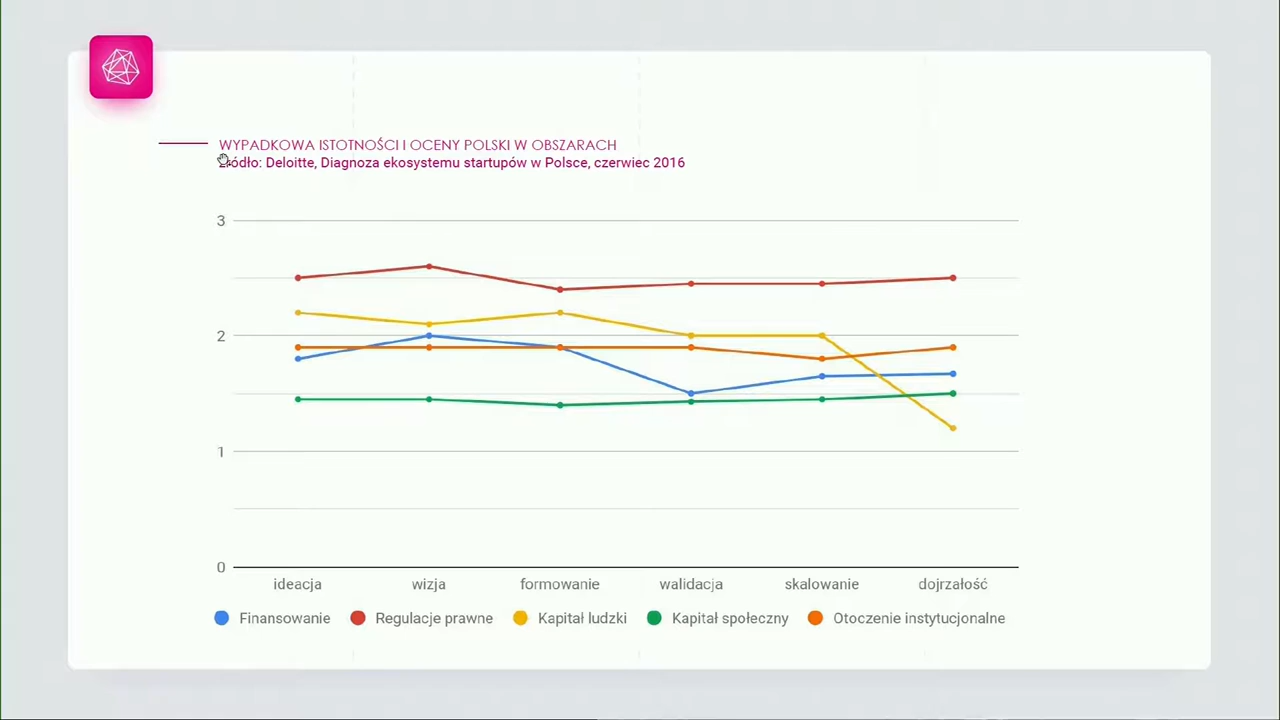 WYPADKOWA ISTOTNOŚCI I OCENY POLSKI W OBSZARACH
Źródło: Deloitte, Diagnoza ekosystemu startupów w Polsce, czerwiec 2016
3
2
1
0
ideacja wizja formowanie walidacja skalowanie dojrzałość
Finansowanie Regulacje prawne Kapitał ludzki Kapitał społeczny Otoczenie instytucjonalne